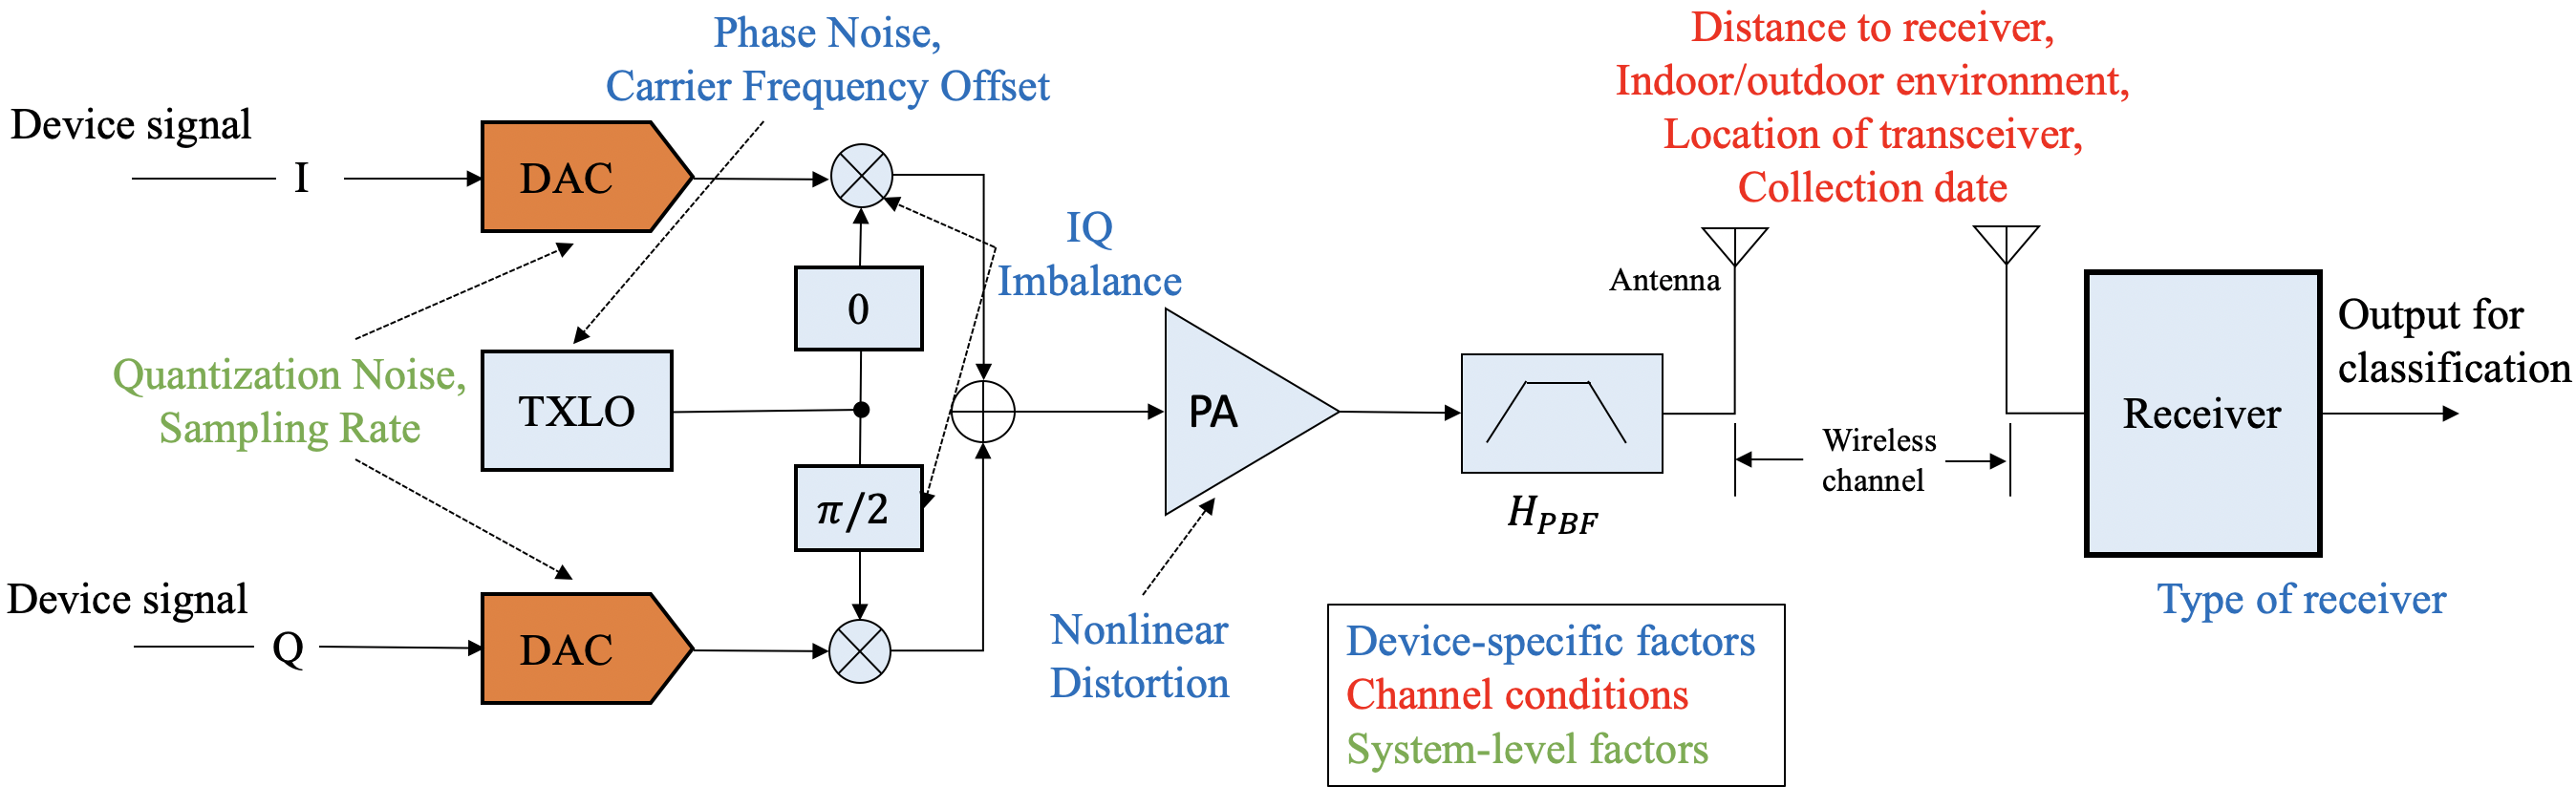 Phase Noise,
Carrier Frequency Offset
Distance to receiver,
Indoor/outdoor environment,
Location of transceiver,
Collection date
Device signal
I
DAC
IQ
Imbalance
0
Antenna
Quantization Noise,
Sampling Rate
TXLO
PA
Receiver
Output for
classification
Wireless
channel
π/2
H_{PBF}
Device signal
Q
DAC
Nonlinear
Distortion
Type of receiver
Device-specific factors
Channel conditions
System-level factors